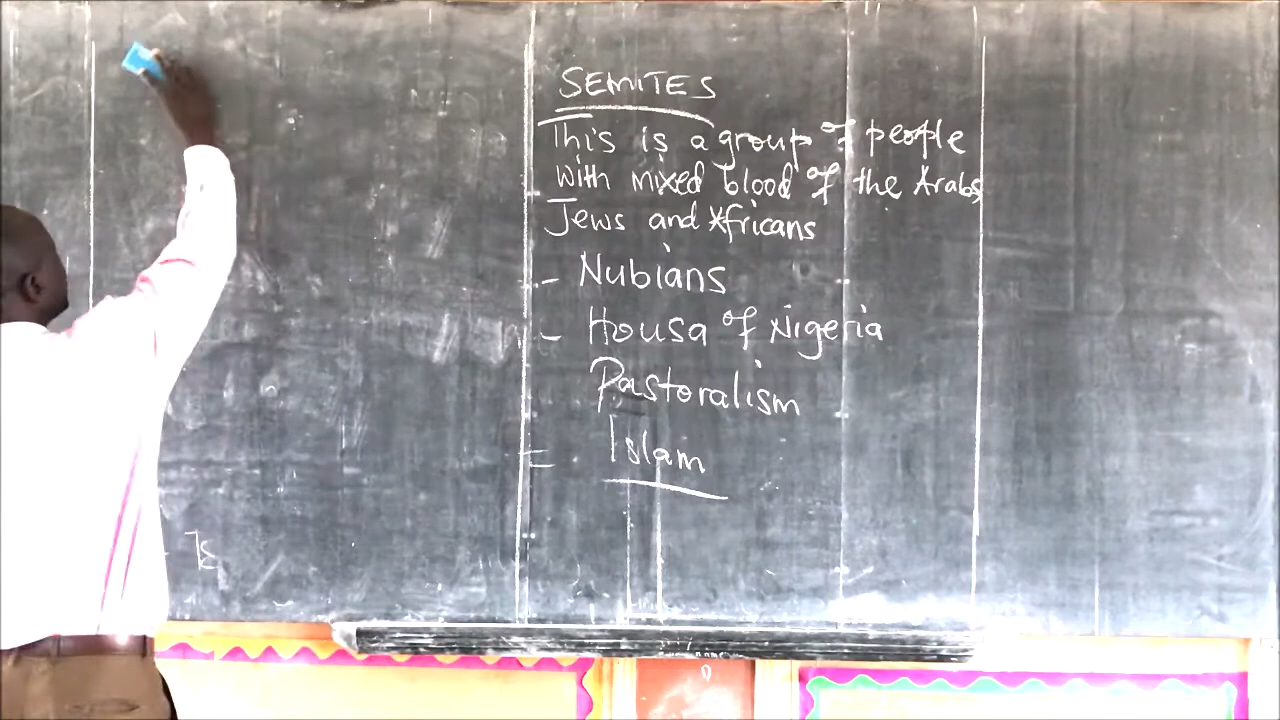 SEMITES
This is a group of people
with mixed blood of the Arabs
Jews and Africans
- Nubians
- Housa of Nigeria
Pastoralism
= Islam